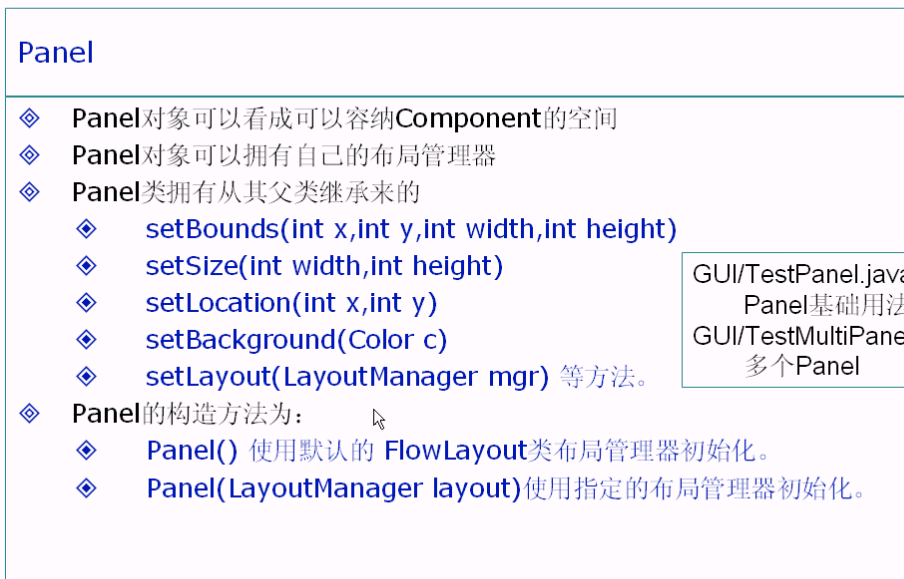 Panel
Panel对象可以看成可以容纳Component的空间
Panel对象可以拥有自己的布局管理器
Panel类拥有从其父类继承来的
setBounds(int x,int y,int width,int height)
setSize(int width,int height)
setLocation(int x,int y)
setBackground(Color c)
setLayout(LayoutManager mgr) 等方法。
GUI/TestPanel.java
Panel基础用法
GUI/TestMultiPane
多个Panel
Panel的构造方法为:
Panel() 使用默认的 FlowLayout类布局管理器初始化。
Panel(LayoutManager layout)使用指定的布局管理器初始化。